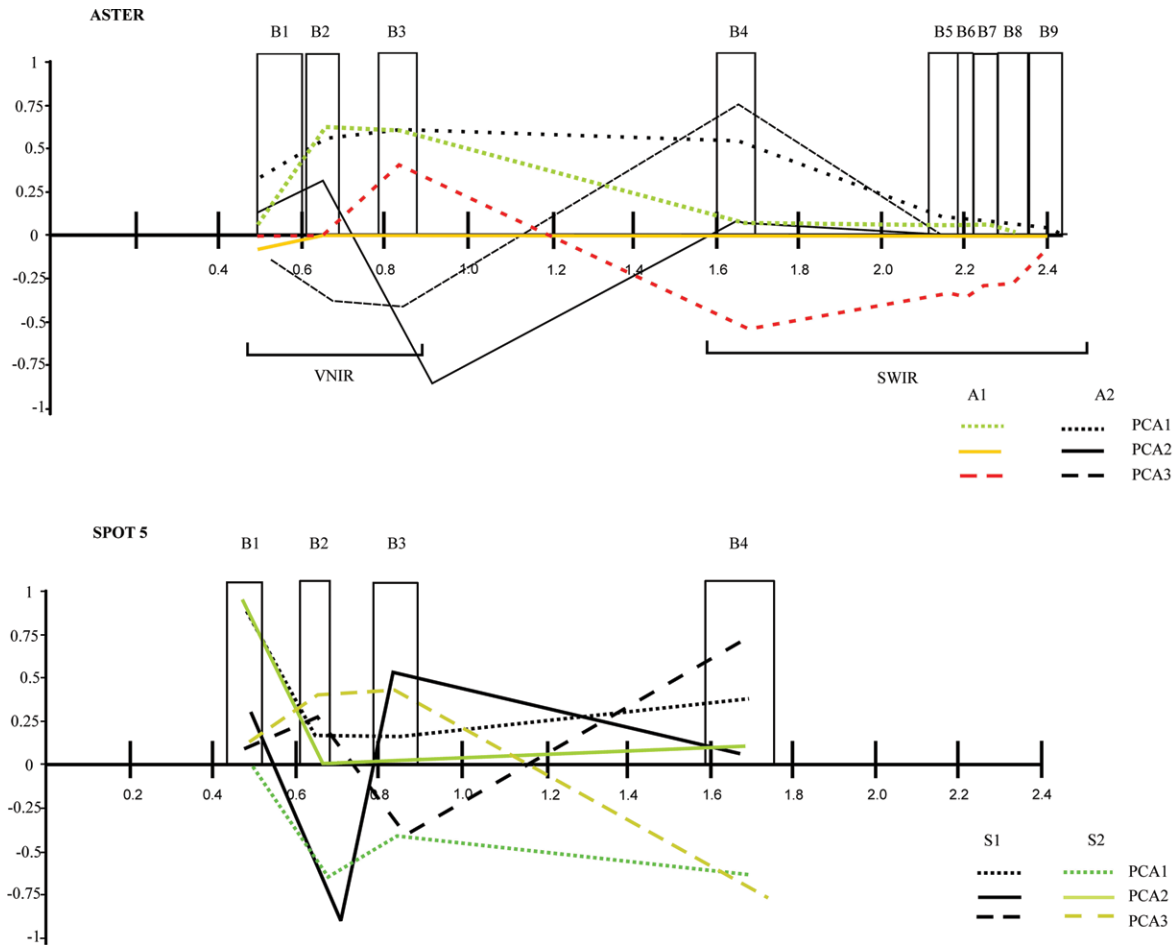 ASTER
B1 B2 B3 B4 B5 B6 B7 B8 B9
1
0.75
0.5
0.25
0
-0.25
-0.5
-0.75
-1
0.4 0.6 0.8 1.0 1.2 1.4 1.6 1.8 2.0 2.2 2.4
VNIR SWIR
A1 A2
PCA1
PCA2
PCA3
SPOT 5
B1 B2 B3 B4
1
0.75
0.5
0.25
0
-0.25
-0.5
-0.75
-1
0.2 0.4 0.6 0.8 1.0 1.2 1.4 1.6 1.8 2.0 2.2 2.4
S1 S2
PCA1
PCA2
PCA3